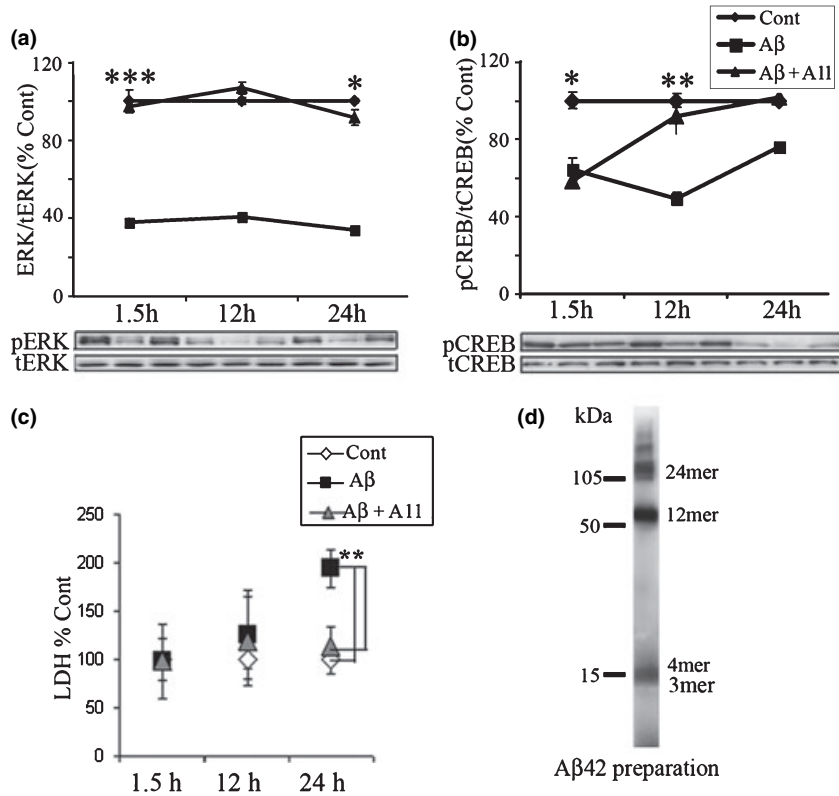 (a)
***
*
120
80
40
0
ERK/tERK(% Cont)
1.5h 12h 24h
pERK
tERK
(b)
Cont
Aβ
Aβ + A11
*
**
120
80
40
0
pCREB/tCREB(% Cont)
1.5h 12h 24h
pCREB
tCREB
(c)
Cont
Aβ
Aβ + A11
**
250
200
150
100
50
0
LDH % Cont
1.5 h 12 h 24 h
(d)
kDa
105
24mer
50
12mer
15
4mer
3mer
Aβ42 preparation